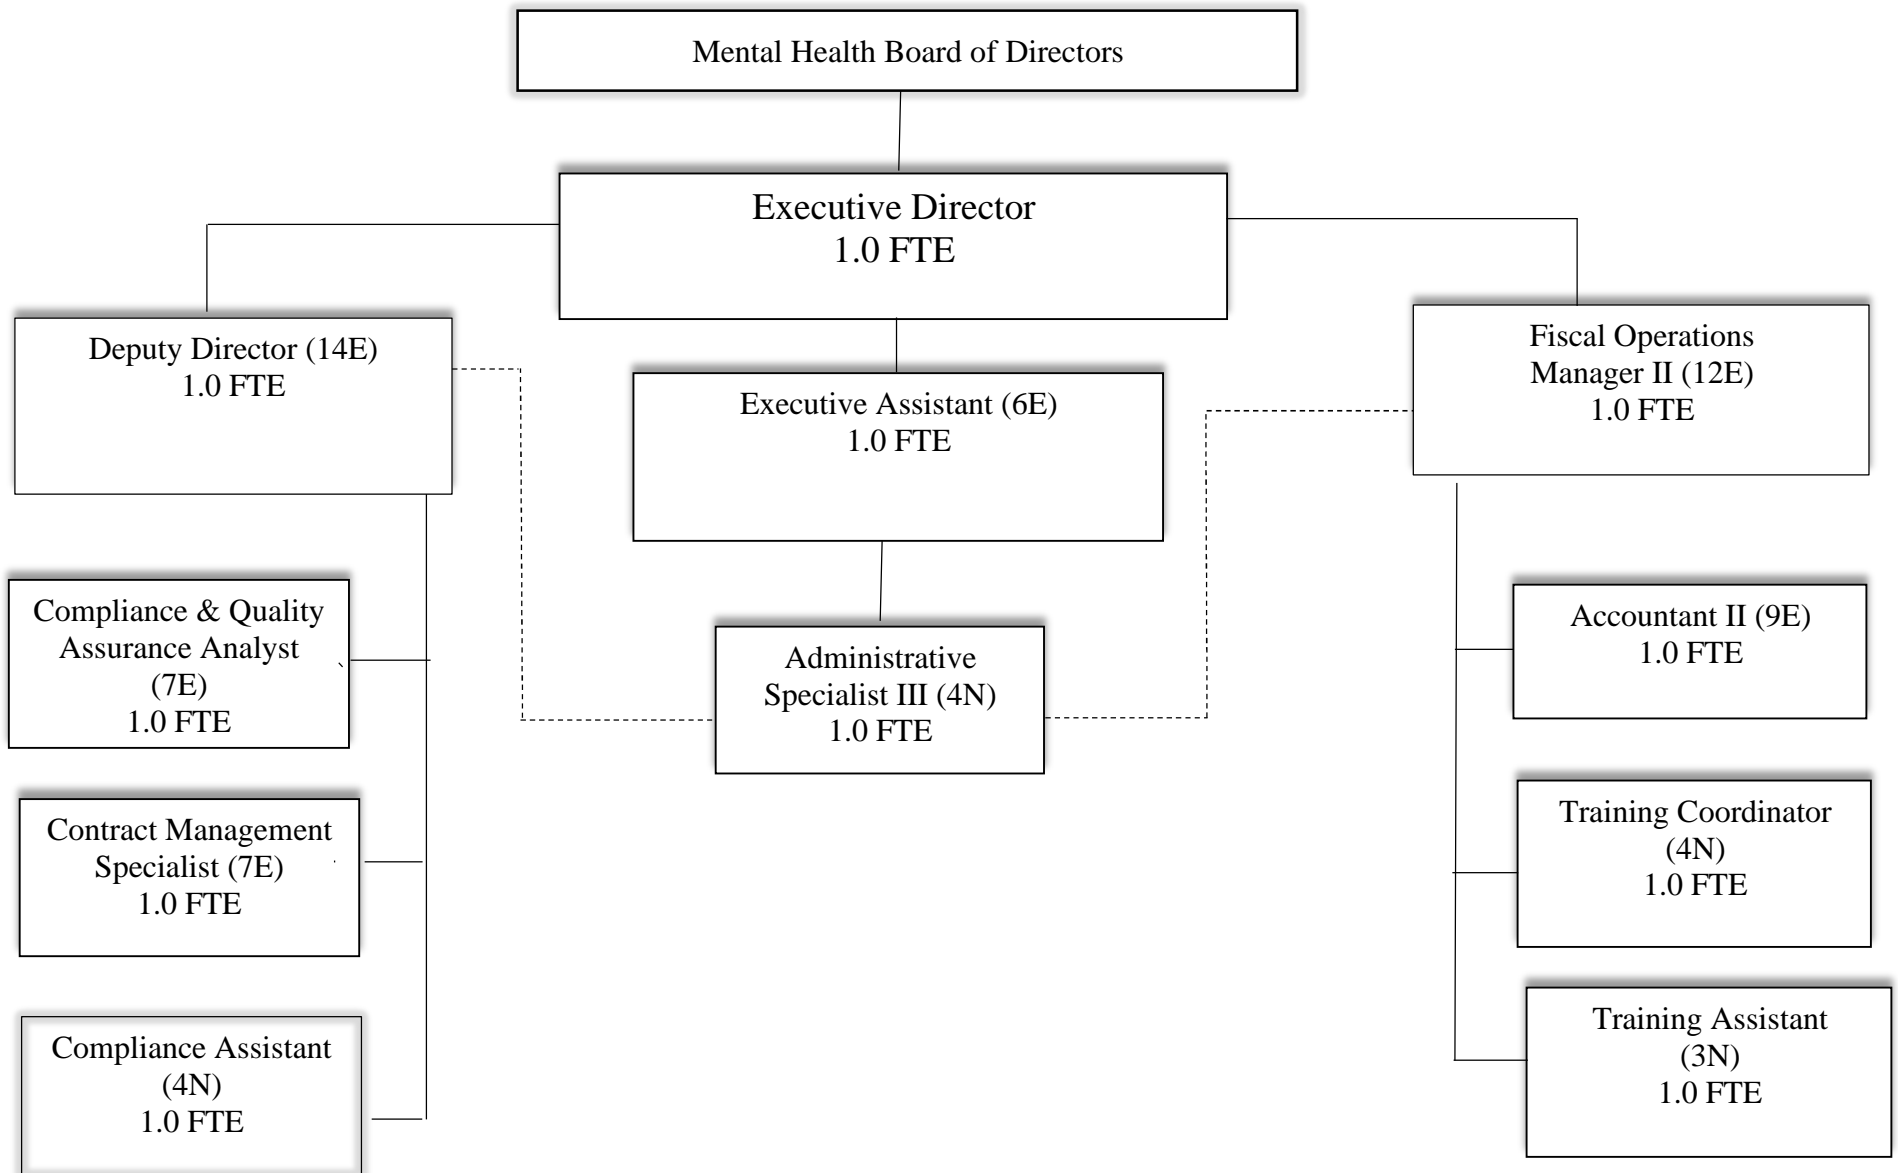 Mental Health Board of Directors
Executive Director
1.0 FTE
Deputy Director (14E)
1.0 FTE
Executive Assistant (6E)
1.0 FTE
Fiscal Operations
Manager II (12E)
1.0 FTE
Compliance & Quality
Assurance Analyst
(7E)
1.0 FTE
Administrative
Specialist III (4N)
1.0 FTE
Accountant II (9E)
1.0 FTE
Contract Management
Specialist (7E)
1.0 FTE
Training Coordinator
(4N)
1.0 FTE
Compliance Assistant
(4N)
1.0 FTE
Training Assistant
(3N)
1.0 FTE